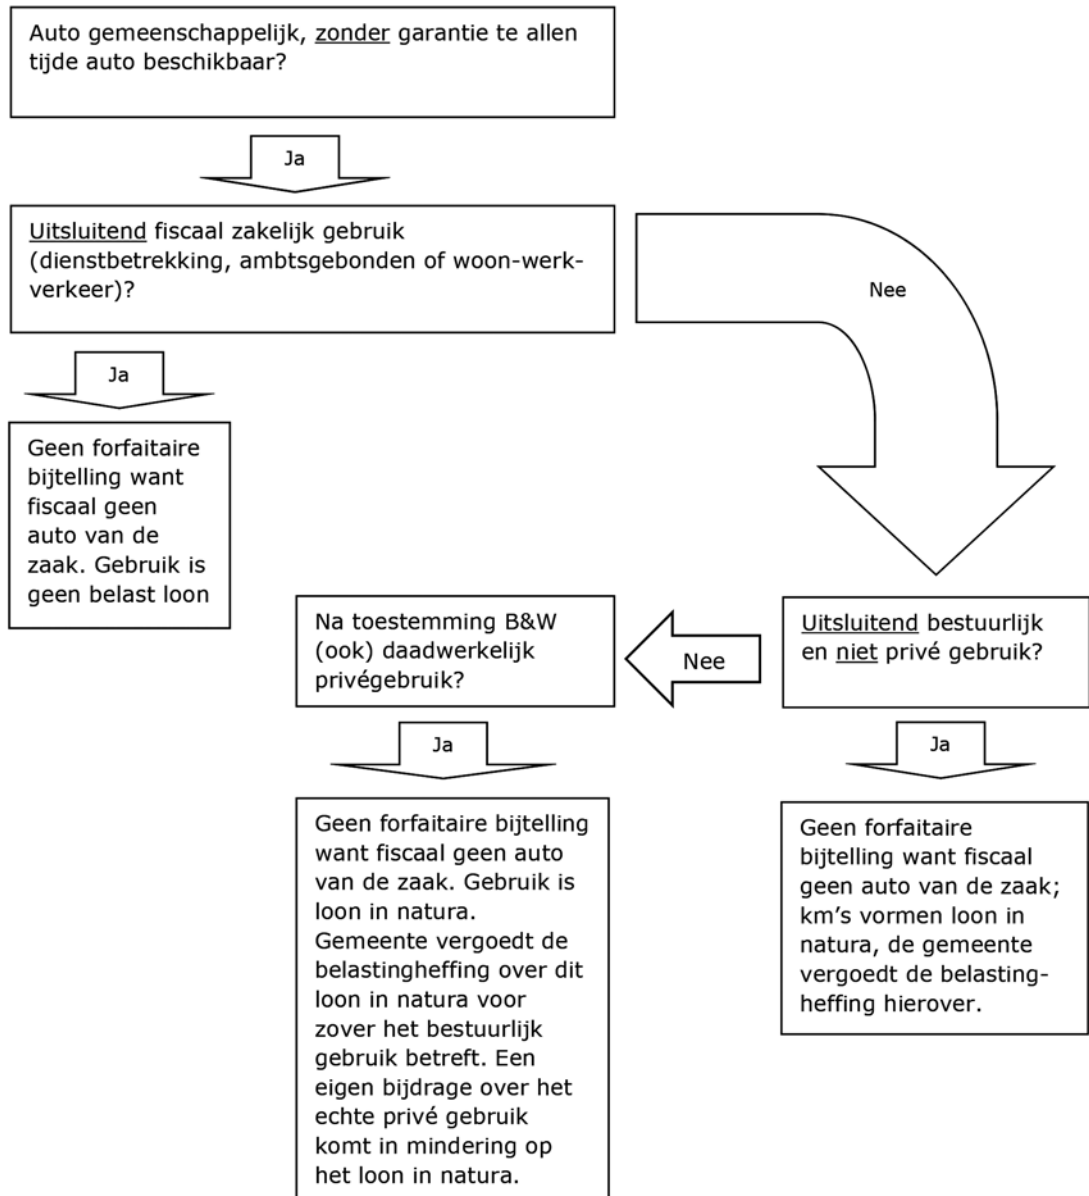 Auto gemeenschappelijk, zonder garantie te allen
tijde auto beschikbaar?
Ja
Uitsluitend fiscaal zakelijk gebruik
(dienstbetrekking, ambtsgebonden of woon-werk-
verkeer)?
Nee
Ja
Geen forfaitaire
bijtelling want
fiscaal geen
auto van de
zaak. Gebruik is
geen belast loon
Uitsluitend bestuurlijk
en niet privé gebruik?
Nee
Na toestemming B&W
(ook) daadwerkelijk
privégebruik?
Ja
Geen forfaitaire bijtelling
want fiscaal geen auto
van de zaak. Gebruik is
loon in natura.
Gemeente vergoedt de
belastingheffing over dit
loon in natura voor
zover het bestuurlijk
gebruik betreft. Een
eigen bijdrage over het
echte privé gebruik
komt in mindering op
het loon in natura.
Ja
Geen forfaitaire
bijtelling want fiscaal
geen auto van de zaak;
km's vormen loon in
natura, de gemeente
vergoedt de belasting-
heffing hierover.